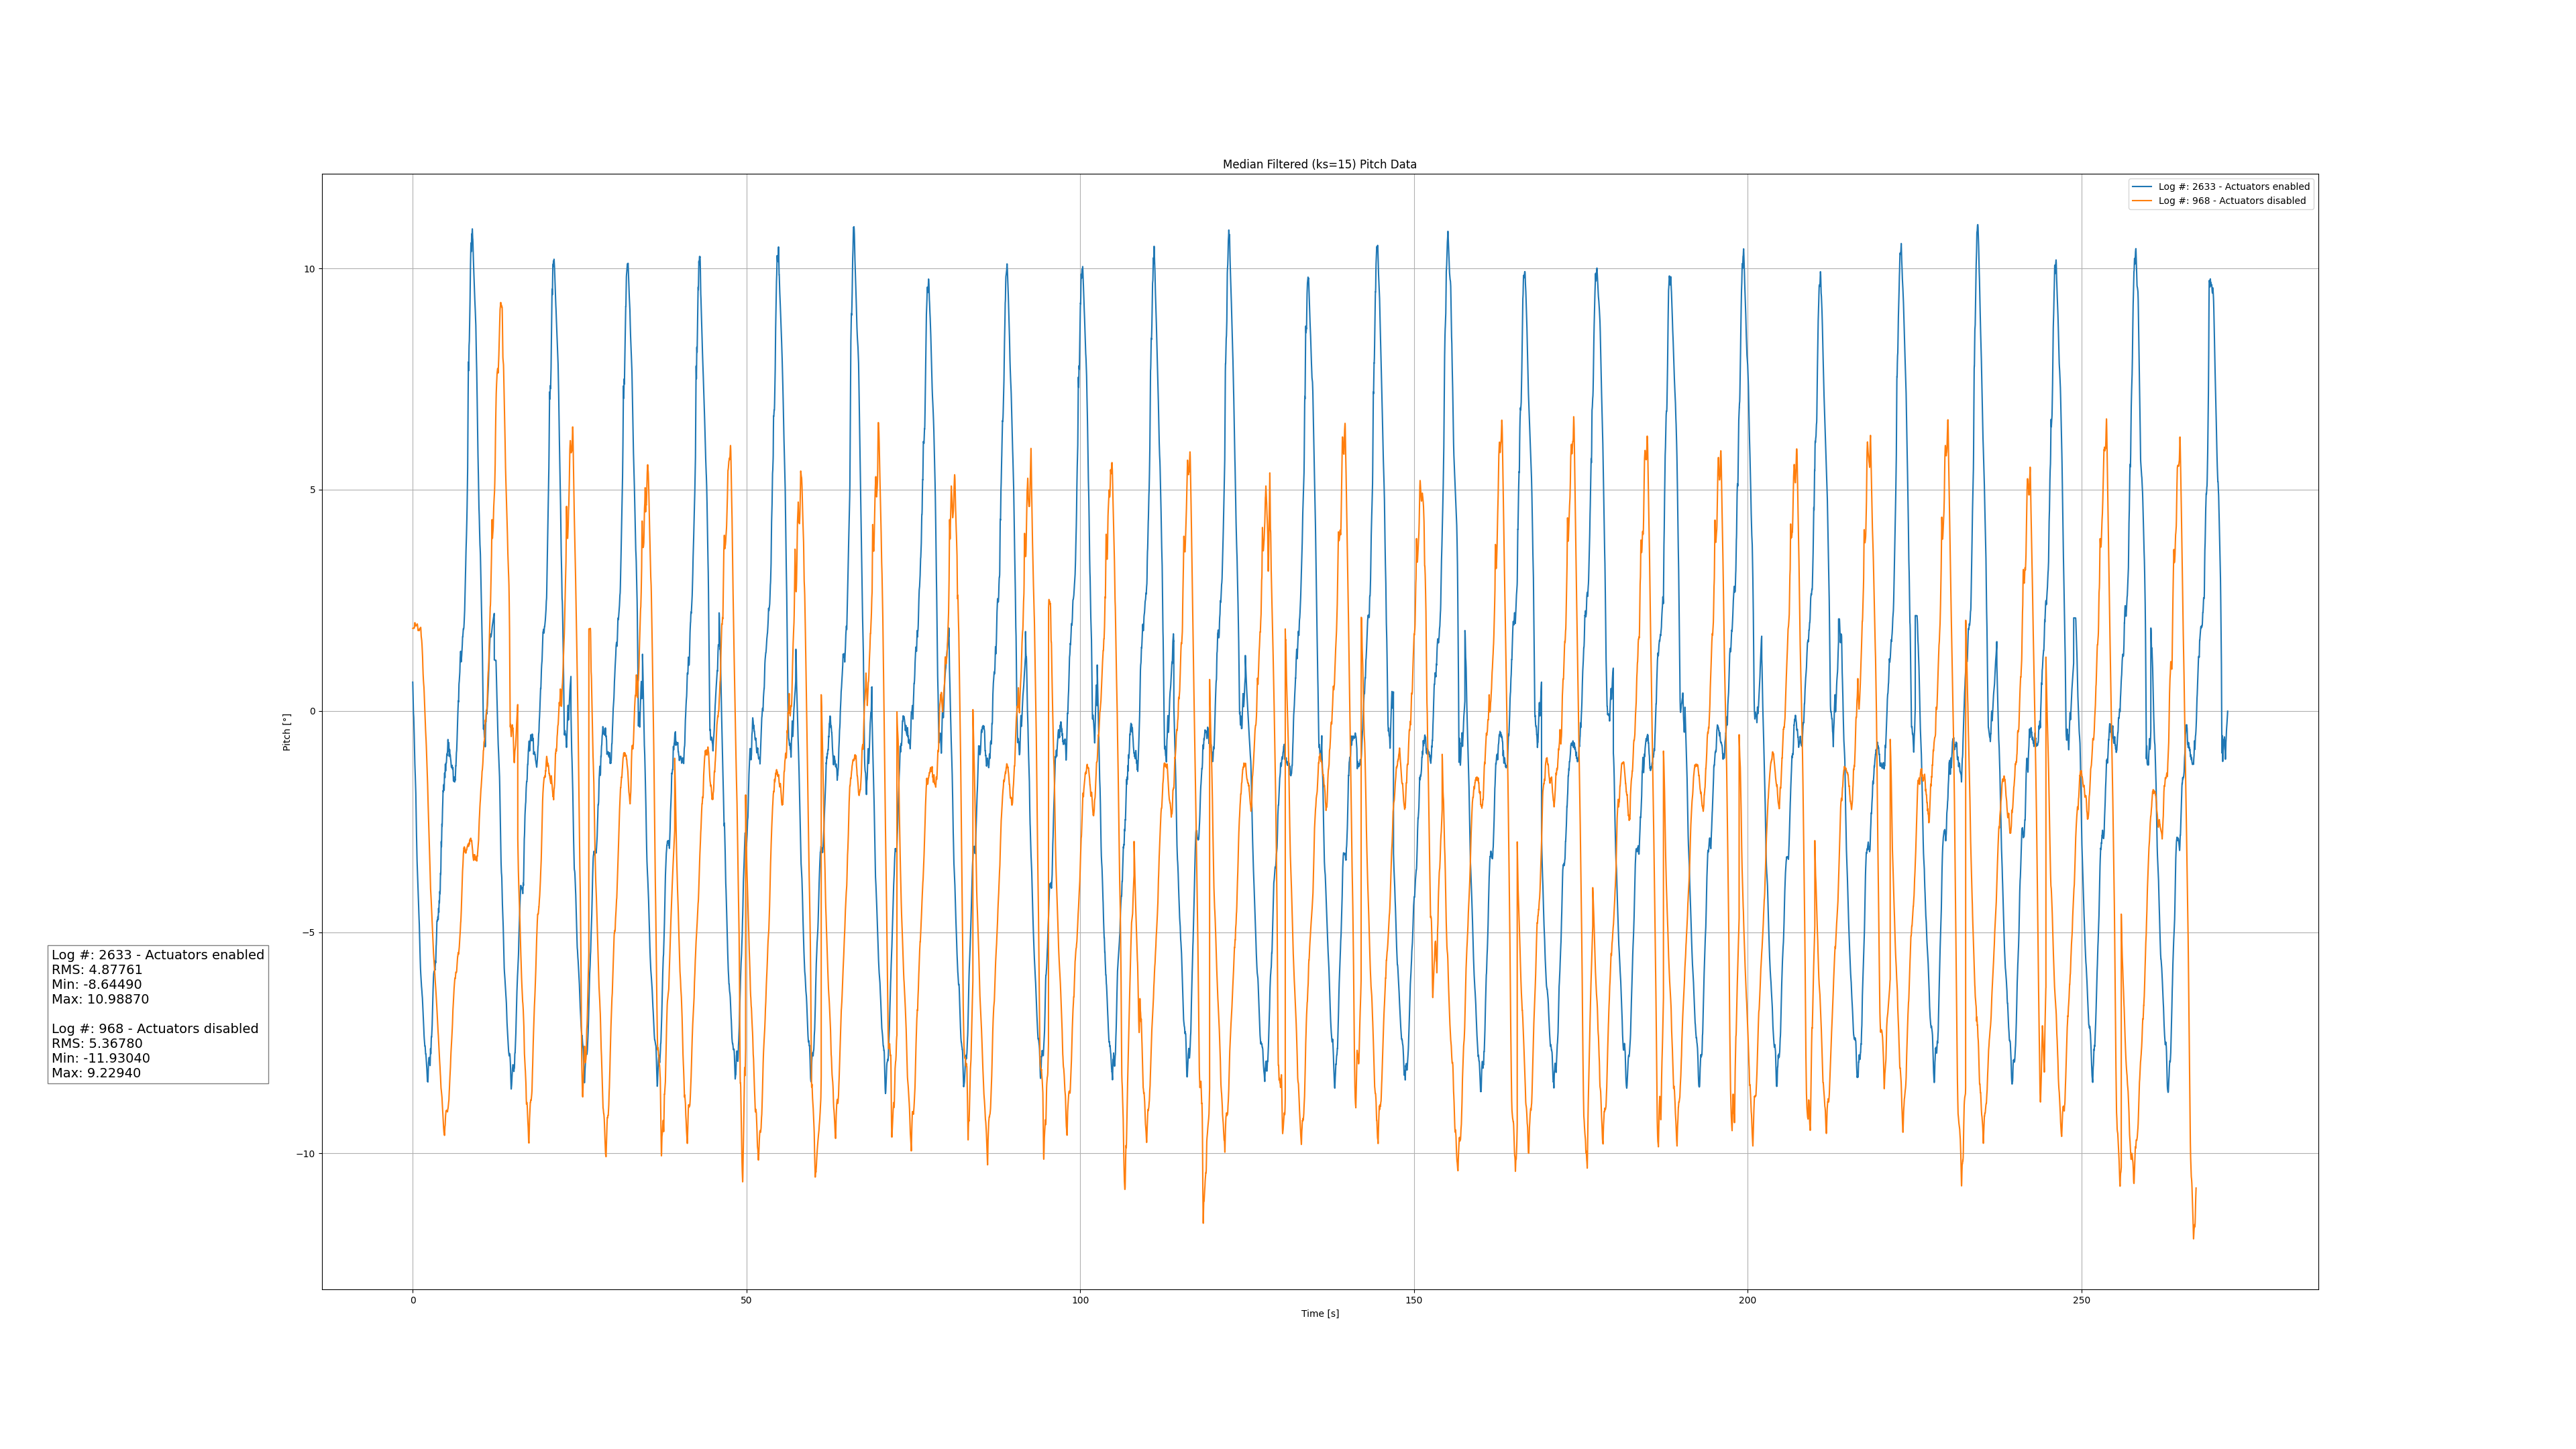 Median Filtered (ks=15) Pitch Data
Log #: 2633 - Actuators enabled
Log #: 968 - Actuators disabled
10
5
0
−5
−10
Pitch [°]
Log #: 2633 - Actuators enabled
RMS: 4.87761
Min: -8.64490
Max: 10.98870
Log #: 968 - Actuators disabled
RMS: 5.36780
Min: -11.93040
Max: 9.22940
0 50 100 150 200 250
Time [s]